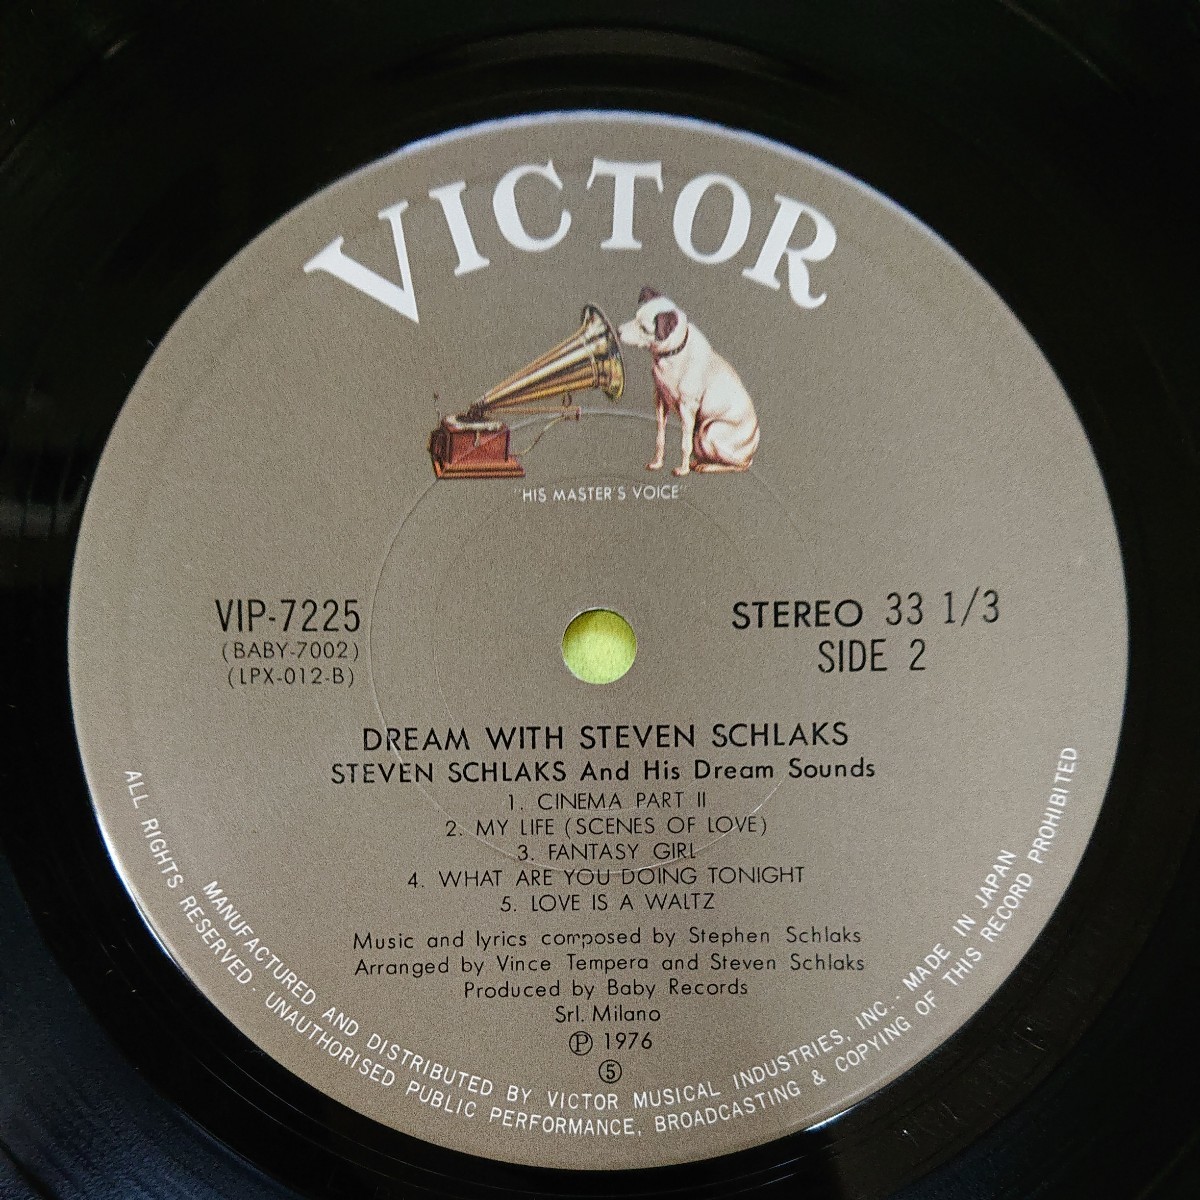 VICTOR
"HIS MASTER'S VOICE"
VIP-7225
(BABY-7002)
(LPX-012-B)
STEREO 33 1/3
SIDE 2
DREAM WITH STEVEN SCHLAKS
STEVEN SCHLAKS And His Dream Sounds
1. CINEMA PART II
2. MY LIFE (SCENES OF LOVE)
3. FANTASY GIRL
4. WHAT ARE YOU DOING TONIGHT
5. LOVE IS A WALTZ
Music and lyrics composed by Stephen Schlaks
Arranged by Vince Tempera and Steven Schlaks
Produced by Baby Records
Srl. Milano
℗ 1976
⑤
MANUFACTURED AND DISTRIBUTED BY VICTOR MUSICAL INDUSTRIES, INC.· MADE IN JAPAN
ALL RIGHTS RESERVED · UNAUTHORISED PUBLIC PERFORMANCE, BROADCASTING & COPYING OF THIS RECORD PROHIBITED